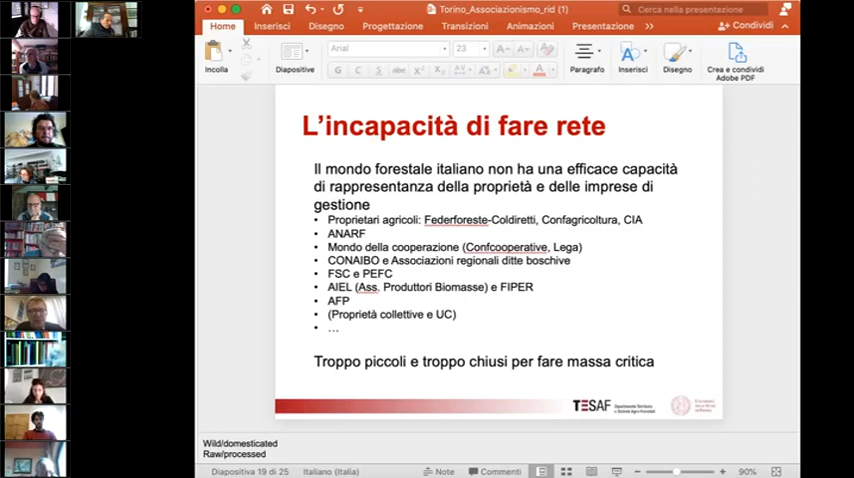 Torino_Associazionismo_rid (1)
Cerca nella presentazione
Home Inserisci Disegno Progettazione Transizioni Animazioni Presentazione Condividi
Arial 23
Incolla Diapositive G C S abc X² X₂ Paragrafo Inserisci Disegno Crea e condividi
Adobe PDF
L'incapacità di fare rete
Il mondo forestale italiano non ha una efficace capacità
di rappresentanza della proprietà e delle imprese di
gestione
• Proprietari agricoli: Federforeste-Coldiretti, Confagricoltura, CIA
• ANARF
• Mondo della cooperazione (Confcooperative, Lega)
• CONAIBO e Associazioni regionali ditte boschive
• FSC e PEFC
• AIEL (Ass. Produttori Biomasse) e FIPER
• AFP
• (Proprietà collettive e UC)
• …
Troppo piccoli e troppo chiusi per fare massa critica
TESAF
Wild/domesticated
Raw/processed
Diapositiva 19 di 25 Italiano (Italia) Note Commenti 90%